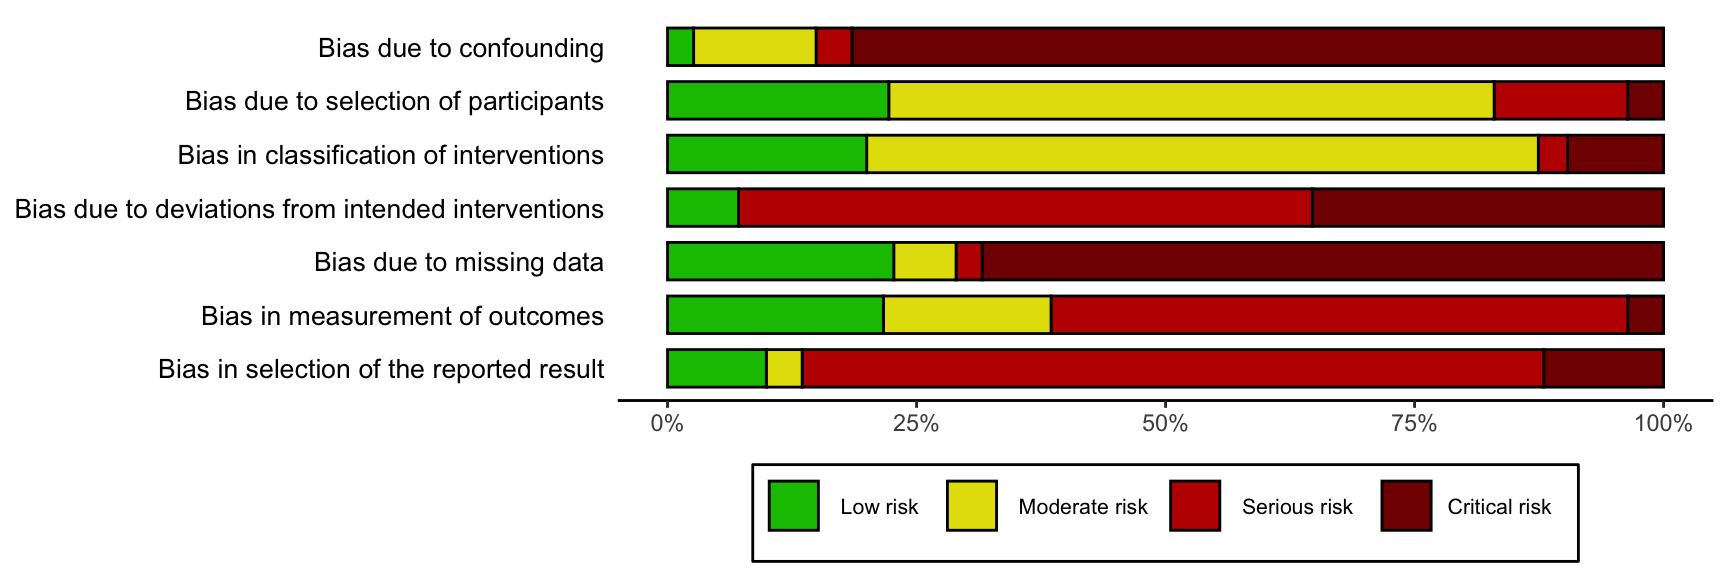 Bias due to confounding
Bias due to selection of participants
Bias in classification of interventions
Bias due to deviations from intended interventions
Bias due to missing data
Bias in measurement of outcomes
Bias in selection of the reported result
0% 25% 50% 75% 100%
Low risk Moderate risk Serious risk Critical risk